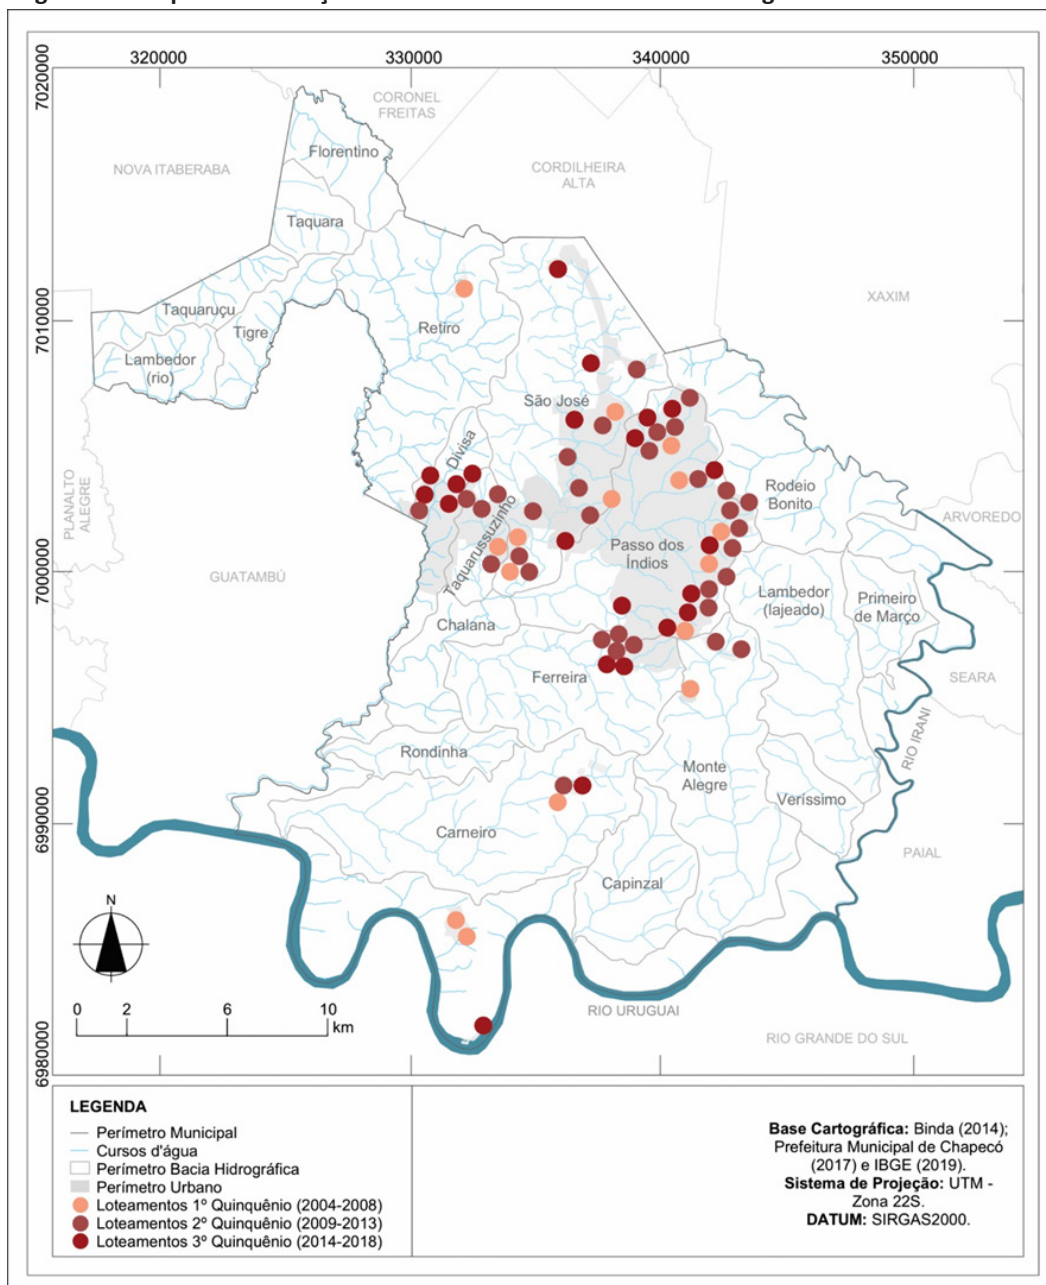 320000
330000
340000
350000
7020000
7010000
7000000
6990000
6980000
CORONEL
FREITAS
NOVA ITABERABA
CORDILHEIRA
ALTA
Florentino
Taquara
XAXIM
Taquaruçu
Tigre
Retiro
Lambedor
(rio)
São José
Divisa
PLANALTO
ALEGRE
Rodeio
Bonito
ARVOREDO
Taquarussuzinho
Passo dos
Índios
GUATAMBÚ
Lambedor
(lajeado)
Primeiro
de Março
Chalana
Ferreira
SEARA
RIO IRANI
Rondinha
Monte
Alegre
Veríssimo
Carneiro
PAIAL
Capinzal
N
0 2 6 10
km
RIO URUGUAI
RIO GRANDE DO SUL
LEGENDA
Perímetro Municipal
Cursos d'água
Perímetro Bacia Hidrográfica
Perímetro Urbano
Loteamentos 1º Quinquênio (2004-2008)
Loteamentos 2º Quinquênio (2009-2013)
Loteamentos 3º Quinquênio (2014-2018)
Base Cartográfica: Binda (2014);
Prefeitura Municipal de Chapecó
(2017) e IBGE (2019).
Sistema de Projeção: UTM -
Zona 22S.
DATUM: SIRGAS2000.